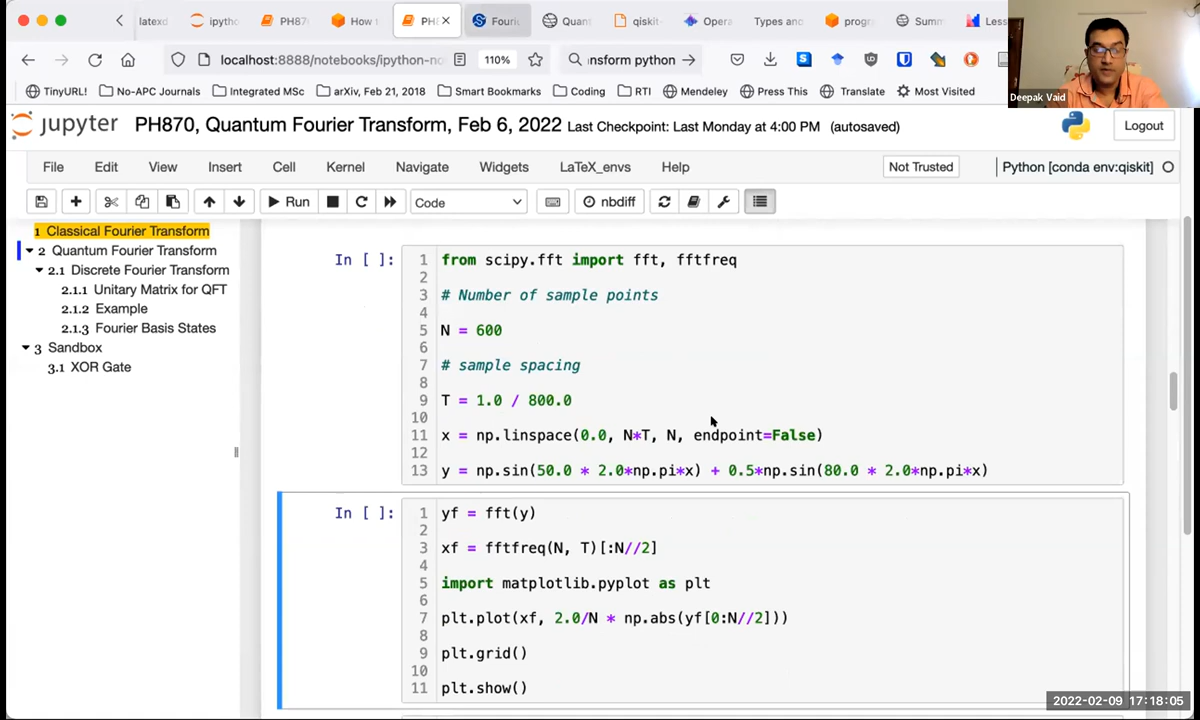 latexd
ipytho
PH87
How t
PH
Fouri
Quan
qiskit-
Opera
Types and
progr
Summ
Less
localhost:8888/notebooks/ipython-no
110%
nsform python
Deepak Vaid
TinyURL!
No-APC Journals
Integrated MSc
arXiv, Feb 21, 2018
Smart Bookmarks
Coding
RTI
Mendeley
Press This
Translate
Most Visited
jupyter PH870, Quantum Fourier Transform, Feb 6, 2022 Last Checkpoint: Last Monday at 4:00 PM (autosaved)
Logout
File Edit View Insert Cell Kernel Navigate Widgets LaTeX_envs Help
Not Trusted
Python [conda env:qiskit]
Run
Code
nbdiff
1 Classical Fourier Transform
2 Quantum Fourier Transform
2.1 Discrete Fourier Transform
2.1.1 Unitary Matrix for QFT
2.1.2 Example
2.1.3 Fourier Basis States
3 Sandbox
3.1 XOR Gate
In [ ]:
1 from scipy.fft import fft, fftfreq
2
3 # Number of sample points
4
5 N = 600
6
7 # sample spacing
8
9 T = 1.0 / 800.0
10
11 x = np.linspace(0.0, N*T, N, endpoint=False)
12
13 y = np.sin(50.0 * 2.0*np.pi*x) + 0.5*np.sin(80.0 * 2.0*np.pi*x)
In [ ]:
1 yf = fft(y)
2
3 xf = fftfreq(N, T)[:N//2]
4
5 import matplotlib.pyplot as plt
6
7 plt.plot(xf, 2.0/N * np.abs(yf[0:N//2]))
8
9 plt.grid()
10
11 plt.show()
2022-02-09 17:18:05